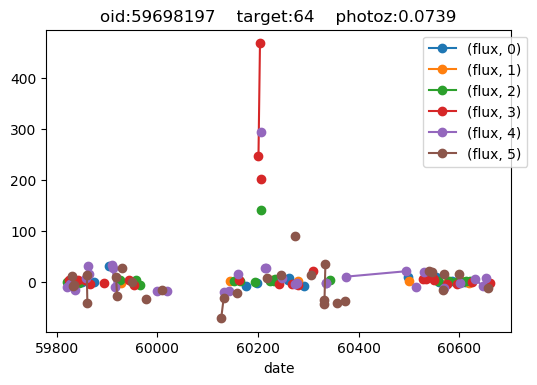 oid:59698197    target:64    photoz:0.0739
400
300
200
100
0
59800
60000
60200
60400
60600
date
(flux, 0)
(flux, 1)
(flux, 2)
(flux, 3)
(flux, 4)
(flux, 5)